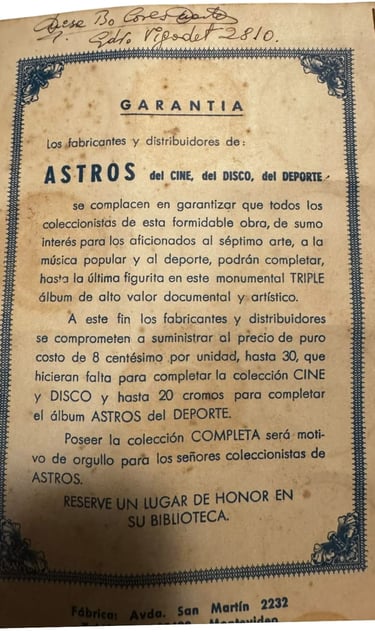 Gdro Vigodet 2810.
GARANTIA
Los fabricantes y distribuidores de:
ASTROS del CINE, del DISCO, del DEPORTE
se complacen en garantizar que todos los
coleccionistas de esta formidable obra, de sumo
interés para los aficionados al séptimo arte, a la
música popular y al deporte, podrán completar,
hasta la última figurita en este monumental TRIPLE
álbum de alto valor documental y artístico.
A este fin los fabricantes y distribuidores
se comprometen a suministrar al precio de puro
costo de 8 centésimo por unidad, hasta 30, que
hicieran falta para completar la colección CINE
y DISCO y hasta 20 cromos para completar
el álbum ASTROS del DEPORTE.
Poseer la colección COMPLETA será moti-
vo de orgullo para los señores coleccionistas de
ASTROS.
RESERVE UN LUGAR DE HONOR EN
SU BIBLIOTECA.
Fábrica: Avda. San Martín 2232
Montevideo